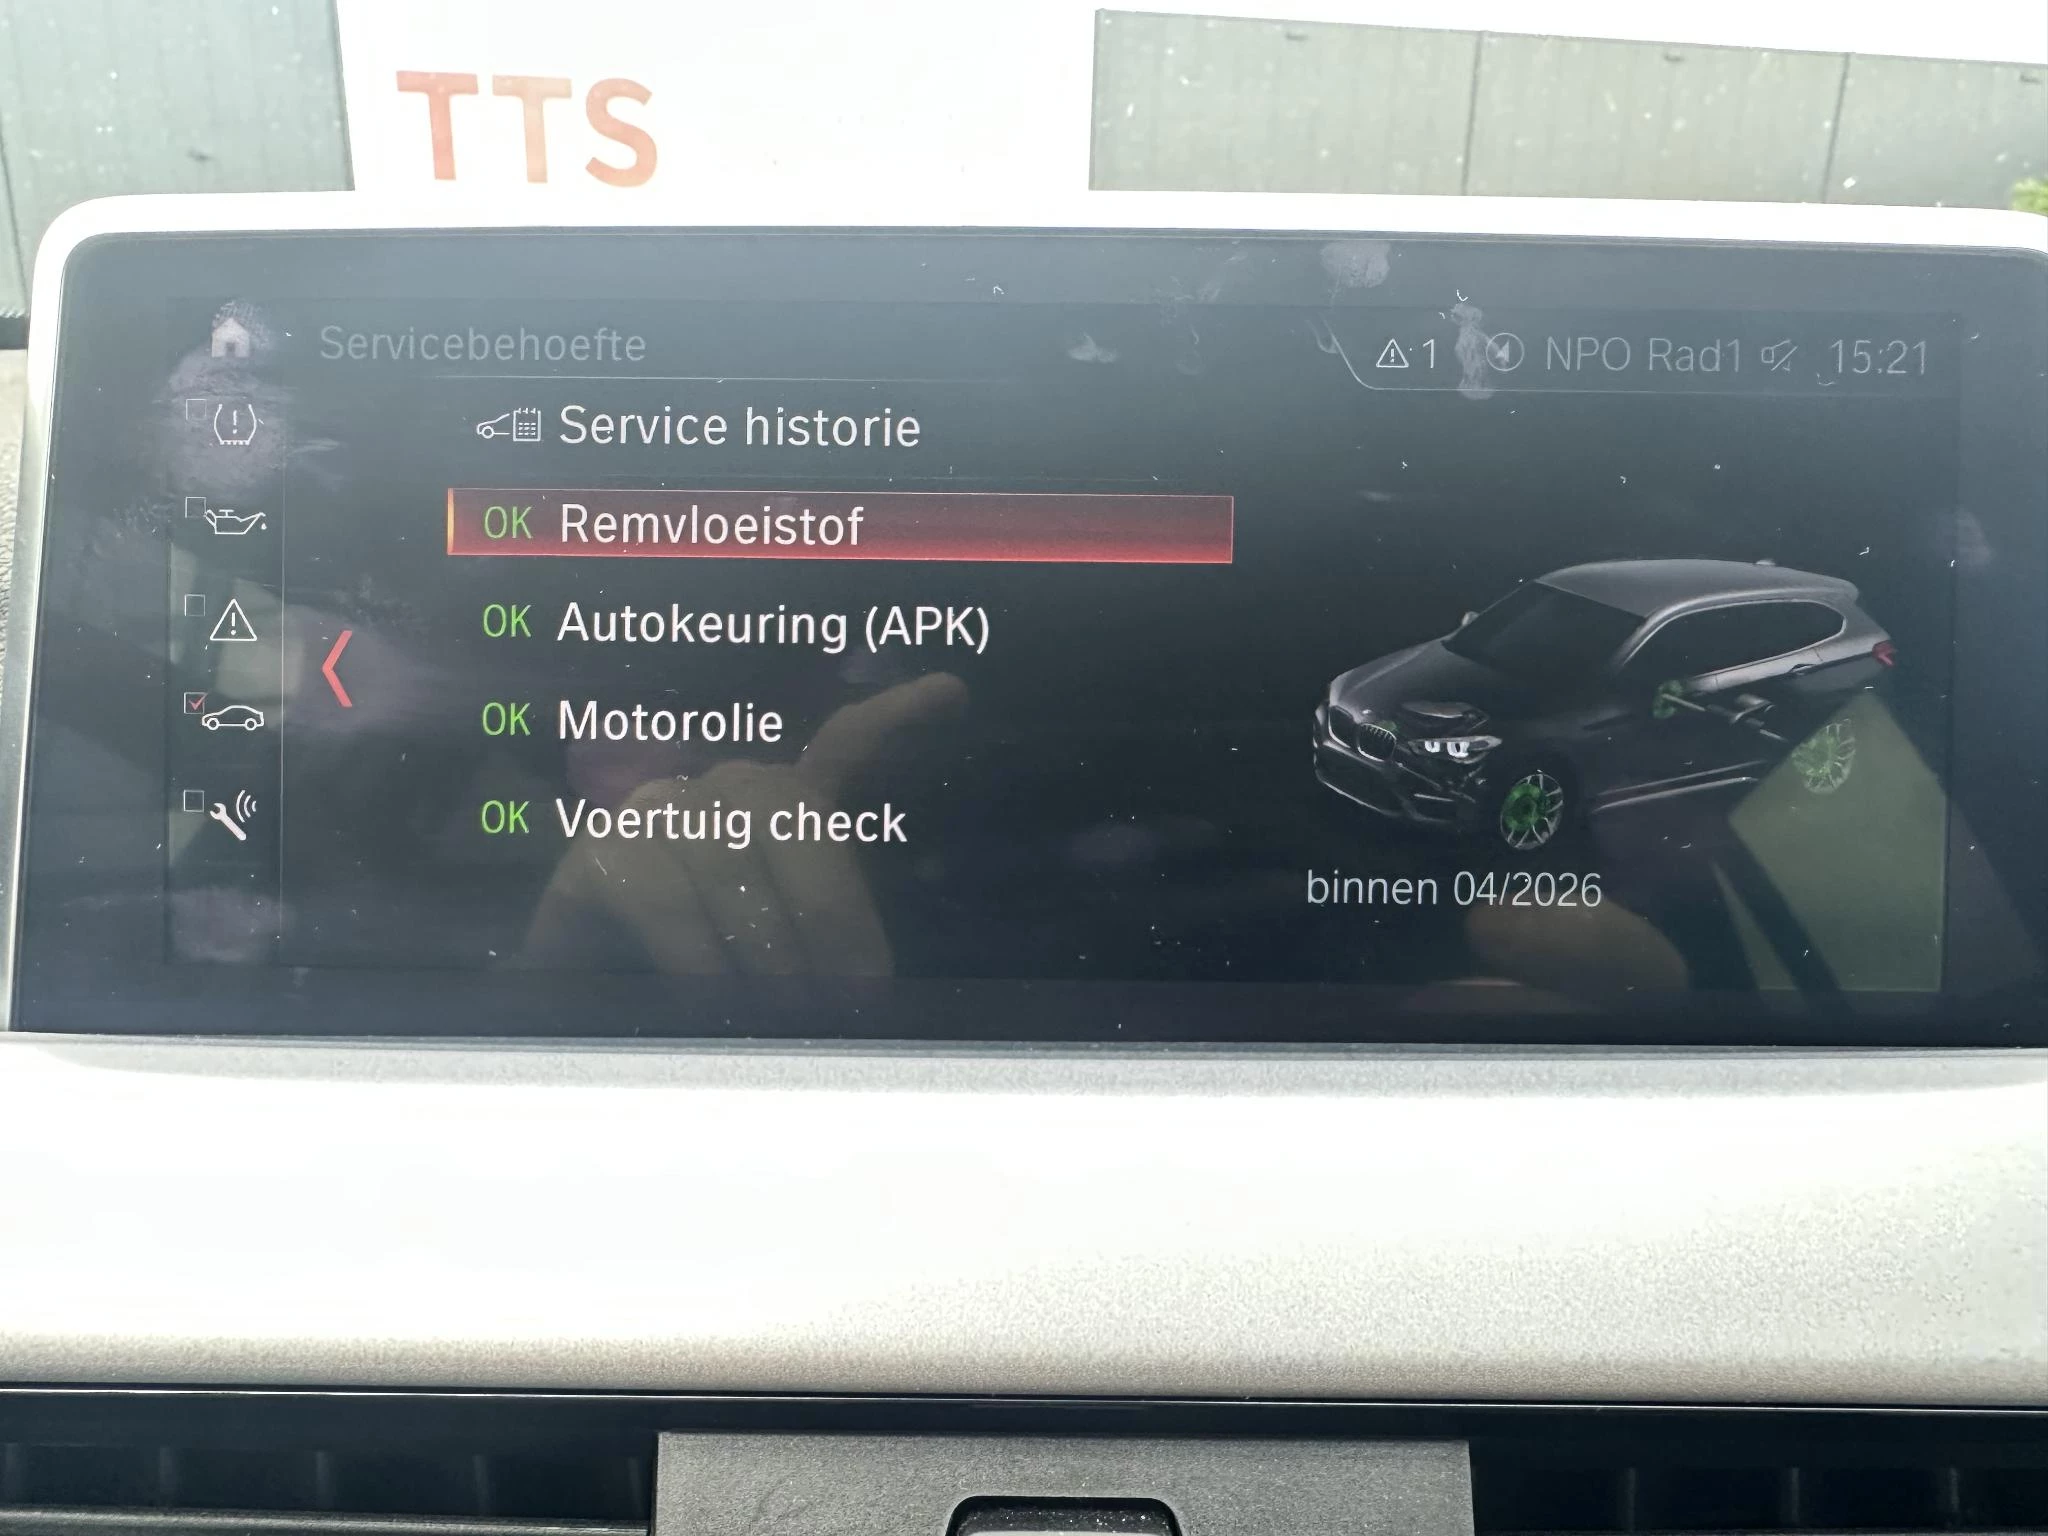 TTS
Servicebehoefte
1 NPO Rad1 15:21
Service historie
OK Remvloeistof
OK Autokeuring (APK)
OK Motorolie
OK Voertuig check
binnen 04/2026